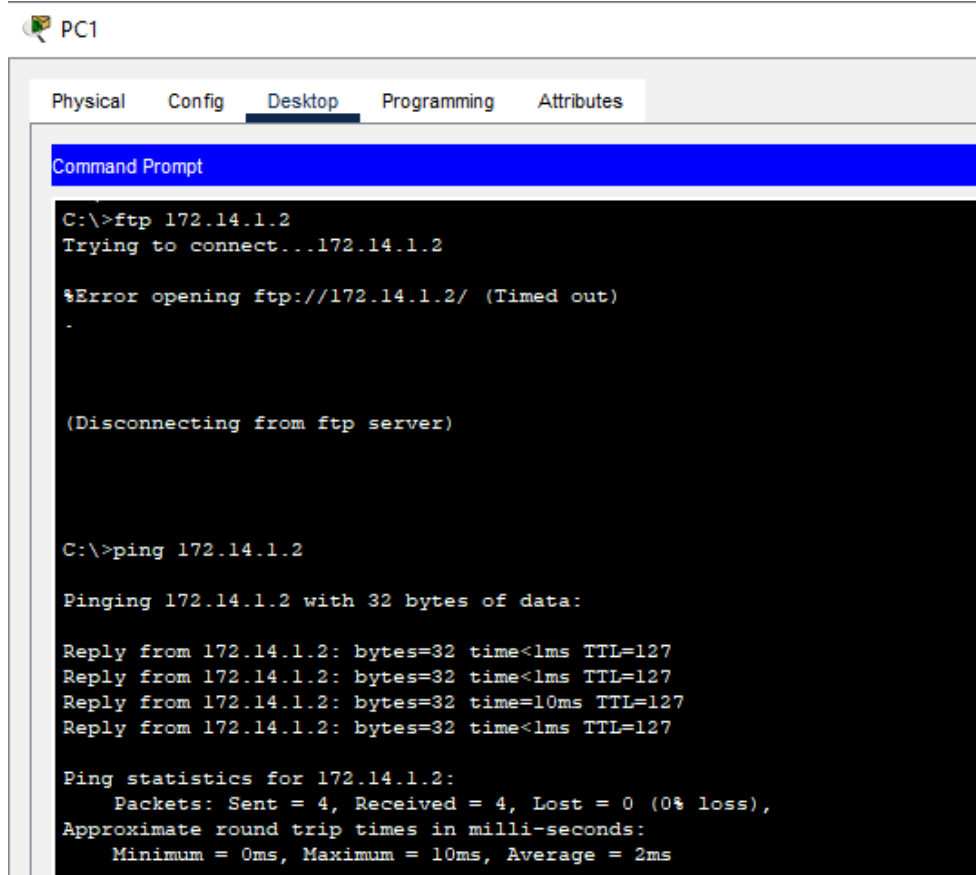 PC1
Physical Config Desktop Programming Attributes
Command Prompt
C:\>ftp 172.14.1.2
Trying to connect...172.14.1.2
%Error opening ftp://172.14.1.2/ (Timed out)
.
(Disconnecting from ftp server)
C:\>ping 172.14.1.2
Pinging 172.14.1.2 with 32 bytes of data:
Reply from 172.14.1.2: bytes=32 time<1ms TTL=127
Reply from 172.14.1.2: bytes=32 time<1ms TTL=127
Reply from 172.14.1.2: bytes=32 time=10ms TTL=127
Reply from 172.14.1.2: bytes=32 time<1ms TTL=127
Ping statistics for 172.14.1.2:
Packets: Sent = 4, Received = 4, Lost = 0 (0% loss),
Approximate round trip times in milli-seconds:
Minimum = 0ms, Maximum = 10ms, Average = 2ms